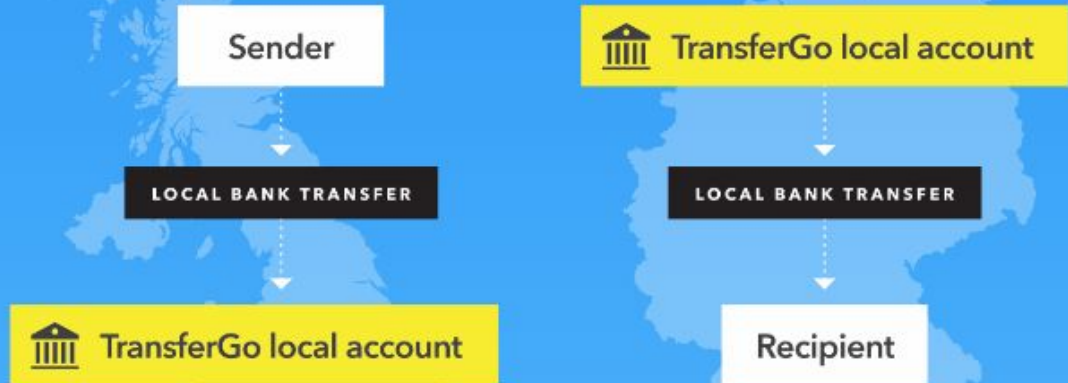 Sender
LOCAL BANK TRANSFER
TransferGo local account
TransferGo local account
LOCAL BANK TRANSFER
Recipient